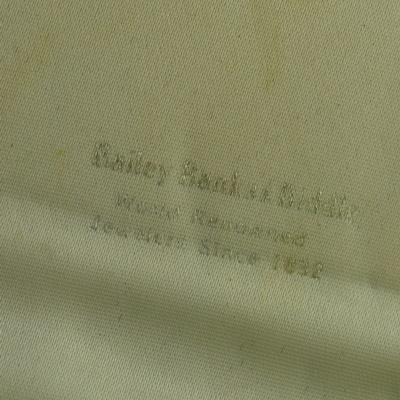 Bailey Banks & Biddle
World Renowned
Jewelers Since 1832